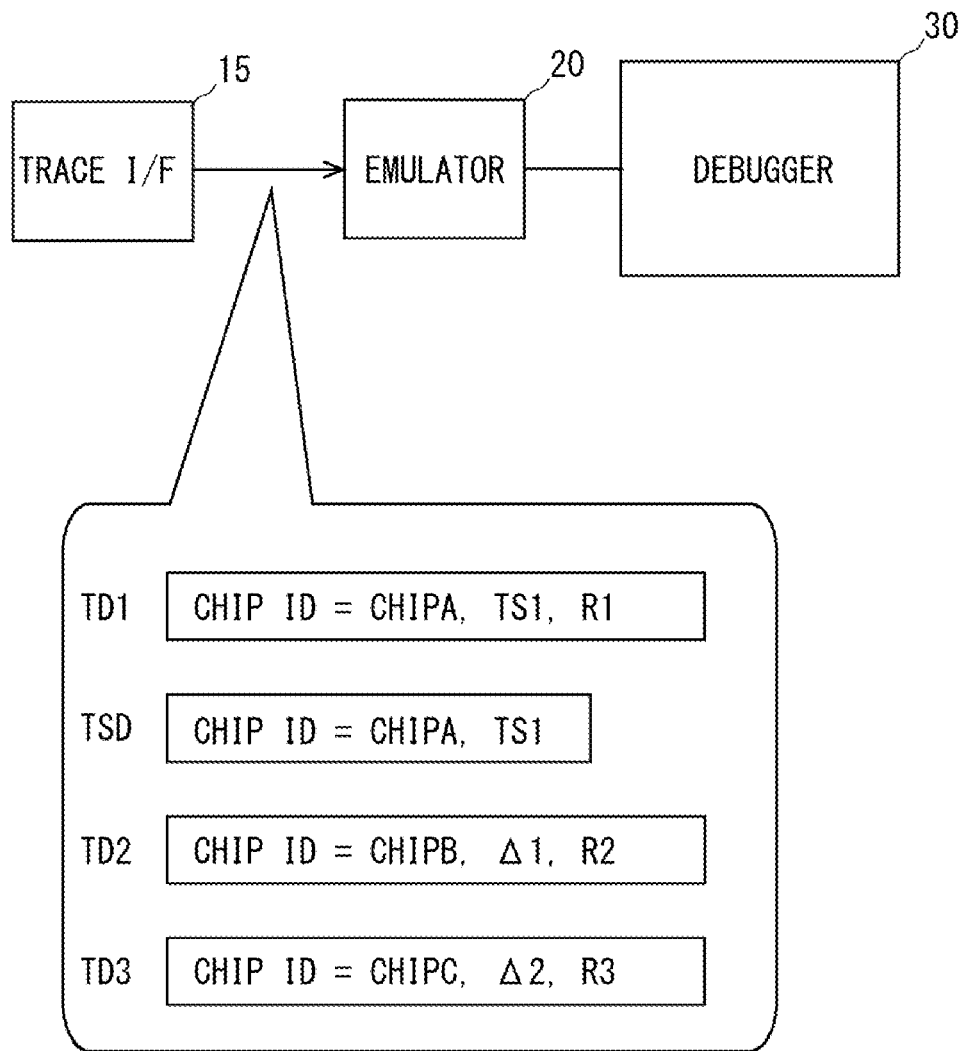 30
15
20
TRACE I/F
EMULATOR
DEBUGGER
TD1 CHIP ID = CHIPA, TS1, R1
TSD CHIP ID = CHIPA, TS1
TD2 CHIP ID = CHIPB, Δ1, R2
TD3 CHIP ID = CHIPC, Δ2, R3